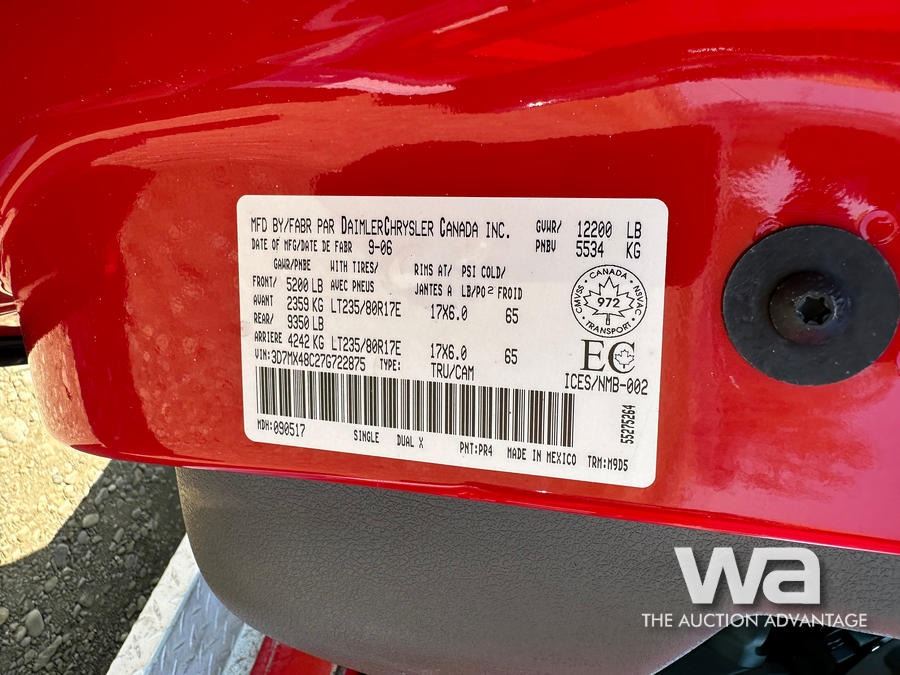 MFD BY/FABR PAR DAIMLERCHRYSLER CANADA INC. GVWR/ 12200 LB
DATE OF MFG/DATE DE FABR 9-06 PNBV 5534 KG
GAWR/PNBE WITH TIRES/ RIMS AT/ PSI COLD/
FRONT/ 5200 LB AVEC PNEUS JANTES A LB/PO² FROID
AVANT 2359 KG LT235/80R17E 17X6.0 65
REAR/ 9350 LB
ARRIERE 4242 KG LT235/80R17E 17X6.0 65
VIN:3D7MX48C27G722875 TYPE: TRU/CAM
CANADA
CMVSS 972 NSVAC
TRANSPORT
EC
ICES/NMB-002
MDH:090517 SINGLE DUAL X PNT:PR4 MADE IN MEXICO TRM:M9D5
55275264
wa
THE AUCTION ADVANTAGE